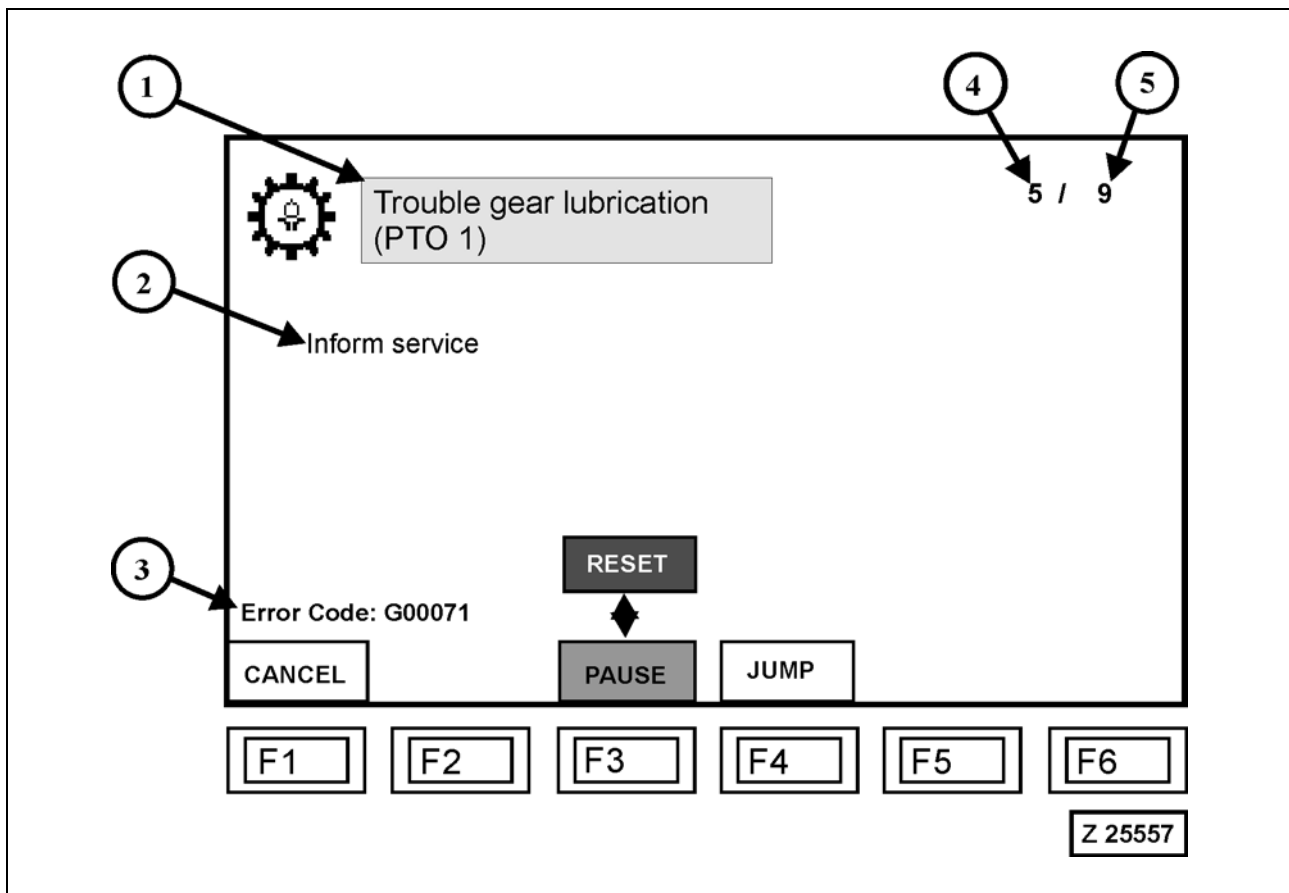 1
4
5
5 / 9
Trouble gear lubrication
(PTO 1)
2
Inform service
3
RESET
Error Code: G00071
CANCEL
PAUSE
JUMP
F1
F2
F3
F4
F5
F6
Z 25557